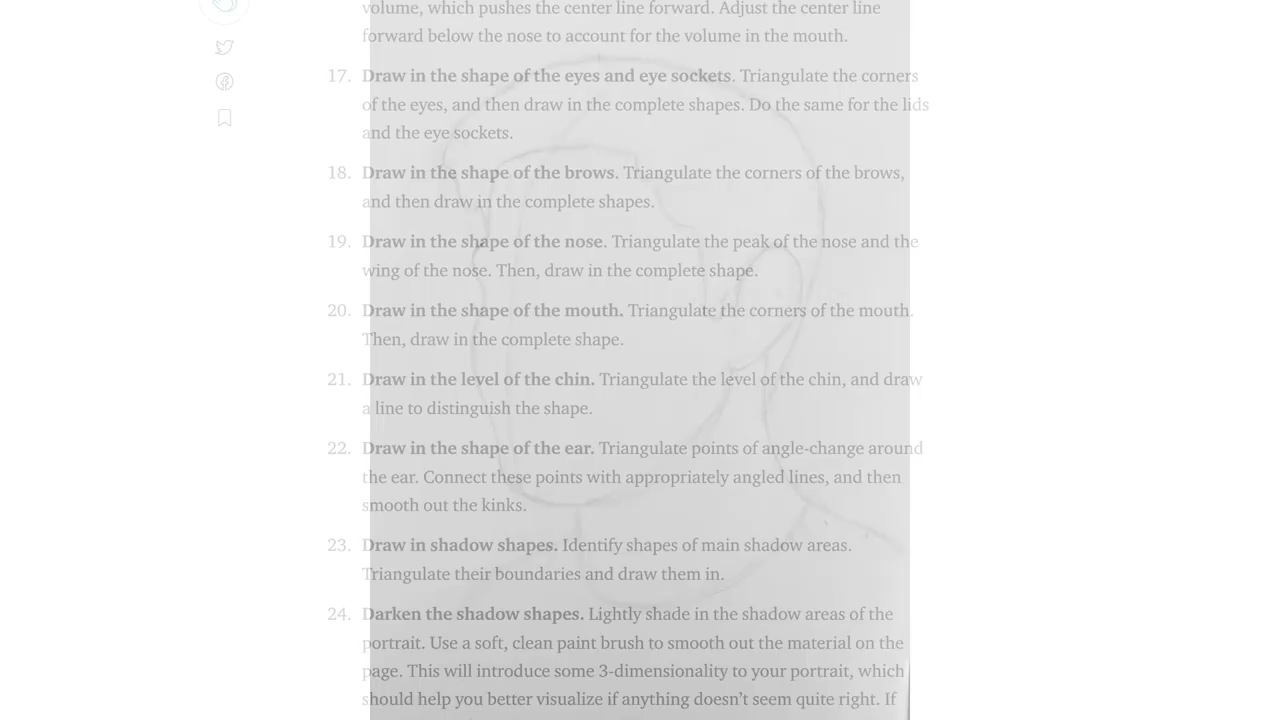 volume, which pushes the center line forward. Adjust the center line
forward below the nose to account for the volume in the mouth.
17. Draw in the shape of the eyes and eye sockets. Triangulate the corners
of the eyes, and then draw in the complete shapes. Do the same for the lids
and the eye sockets.
18. Draw in the shape of the brows. Triangulate the corners of the brows,
and then draw in the complete shapes.
19. Draw in the shape of the nose. Triangulate the peak of the nose and the
wing of the nose. Then, draw in the complete shape.
20. Draw in the shape of the mouth. Triangulate the corners of the mouth.
Then, draw in the complete shape.
21. Draw in the level of the chin. Triangulate the level of the chin, and draw
a line to distinguish the shape.
22. Draw in the shape of the ear. Triangulate points of angle-change around
the ear. Connect these points with appropriately angled lines, and then
smooth out the kinks.
23. Draw in shadow shapes. Identify shapes of main shadow areas.
Triangulate their boundaries and draw them in.
24. Darken the shadow shapes. Lightly shade in the shadow areas of the
portrait. Use a soft, clean paint brush to smooth out the material on the
page. This will introduce some 3-dimensionality to your portrait, which
should help you better visualize if anything doesn’t seem quite right. If